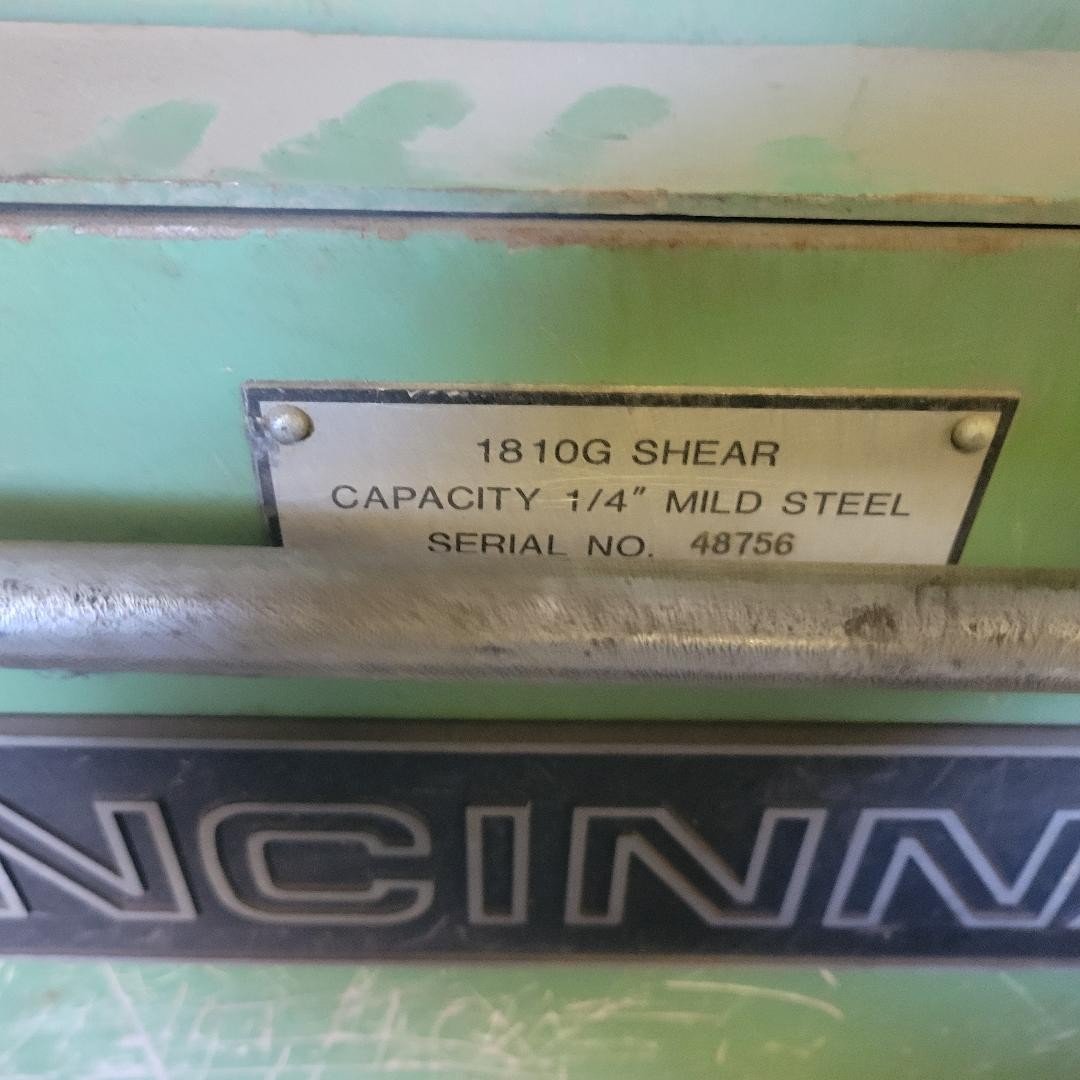 1810G SHEAR
CAPACITY 1/4" MILD STEEL
SERIAL NO. 48756
NCINN